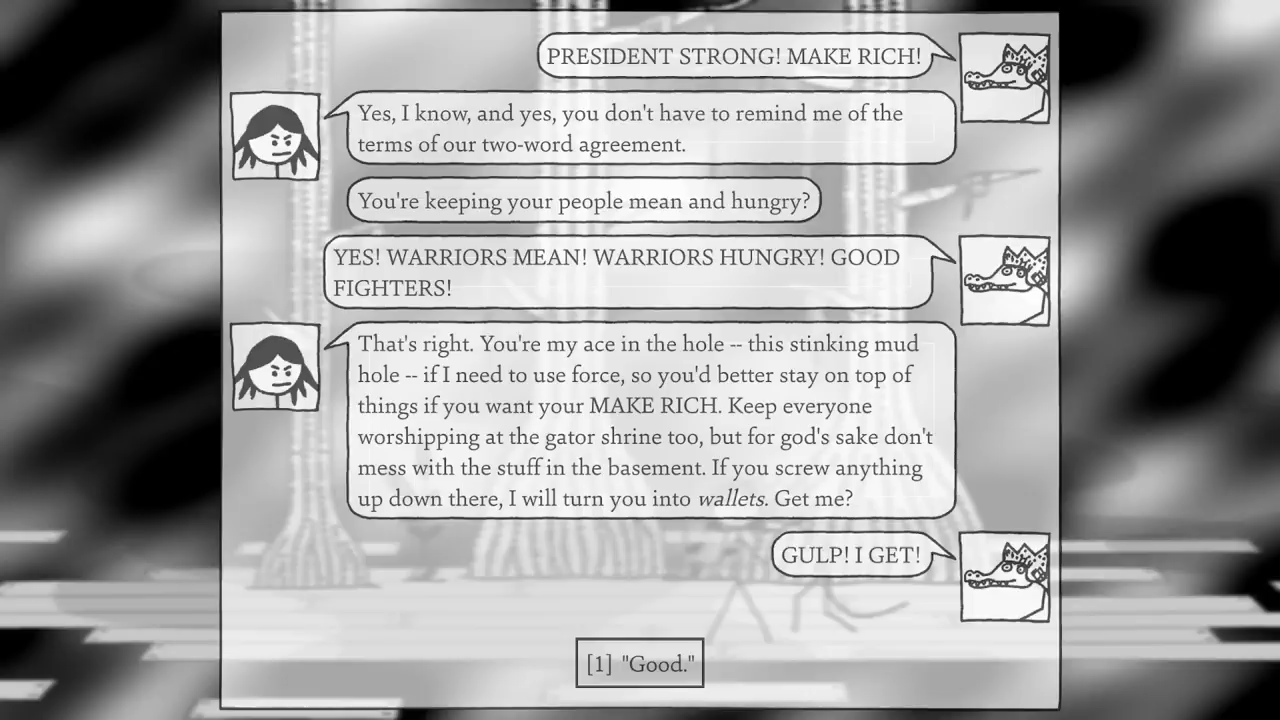 PRESIDENT STRONG! MAKE RICH!
Yes, I know, and yes, you don't have to remind me of the
terms of our two-word agreement.
You're keeping your people mean and hungry?
YES! WARRIORS MEAN! WARRIORS HUNGRY! GOOD
FIGHTERS!
That's right. You're my ace in the hole -- this stinking mud
hole -- if I need to use force, so you'd better stay on top of
things if you want your MAKE RICH. Keep everyone
worshipping at the gator shrine too, but for god's sake don't
mess with the stuff in the basement. If you screw anything
up down there, I will turn you into wallets. Get me?
GULP! I GET!
[1] "Good."